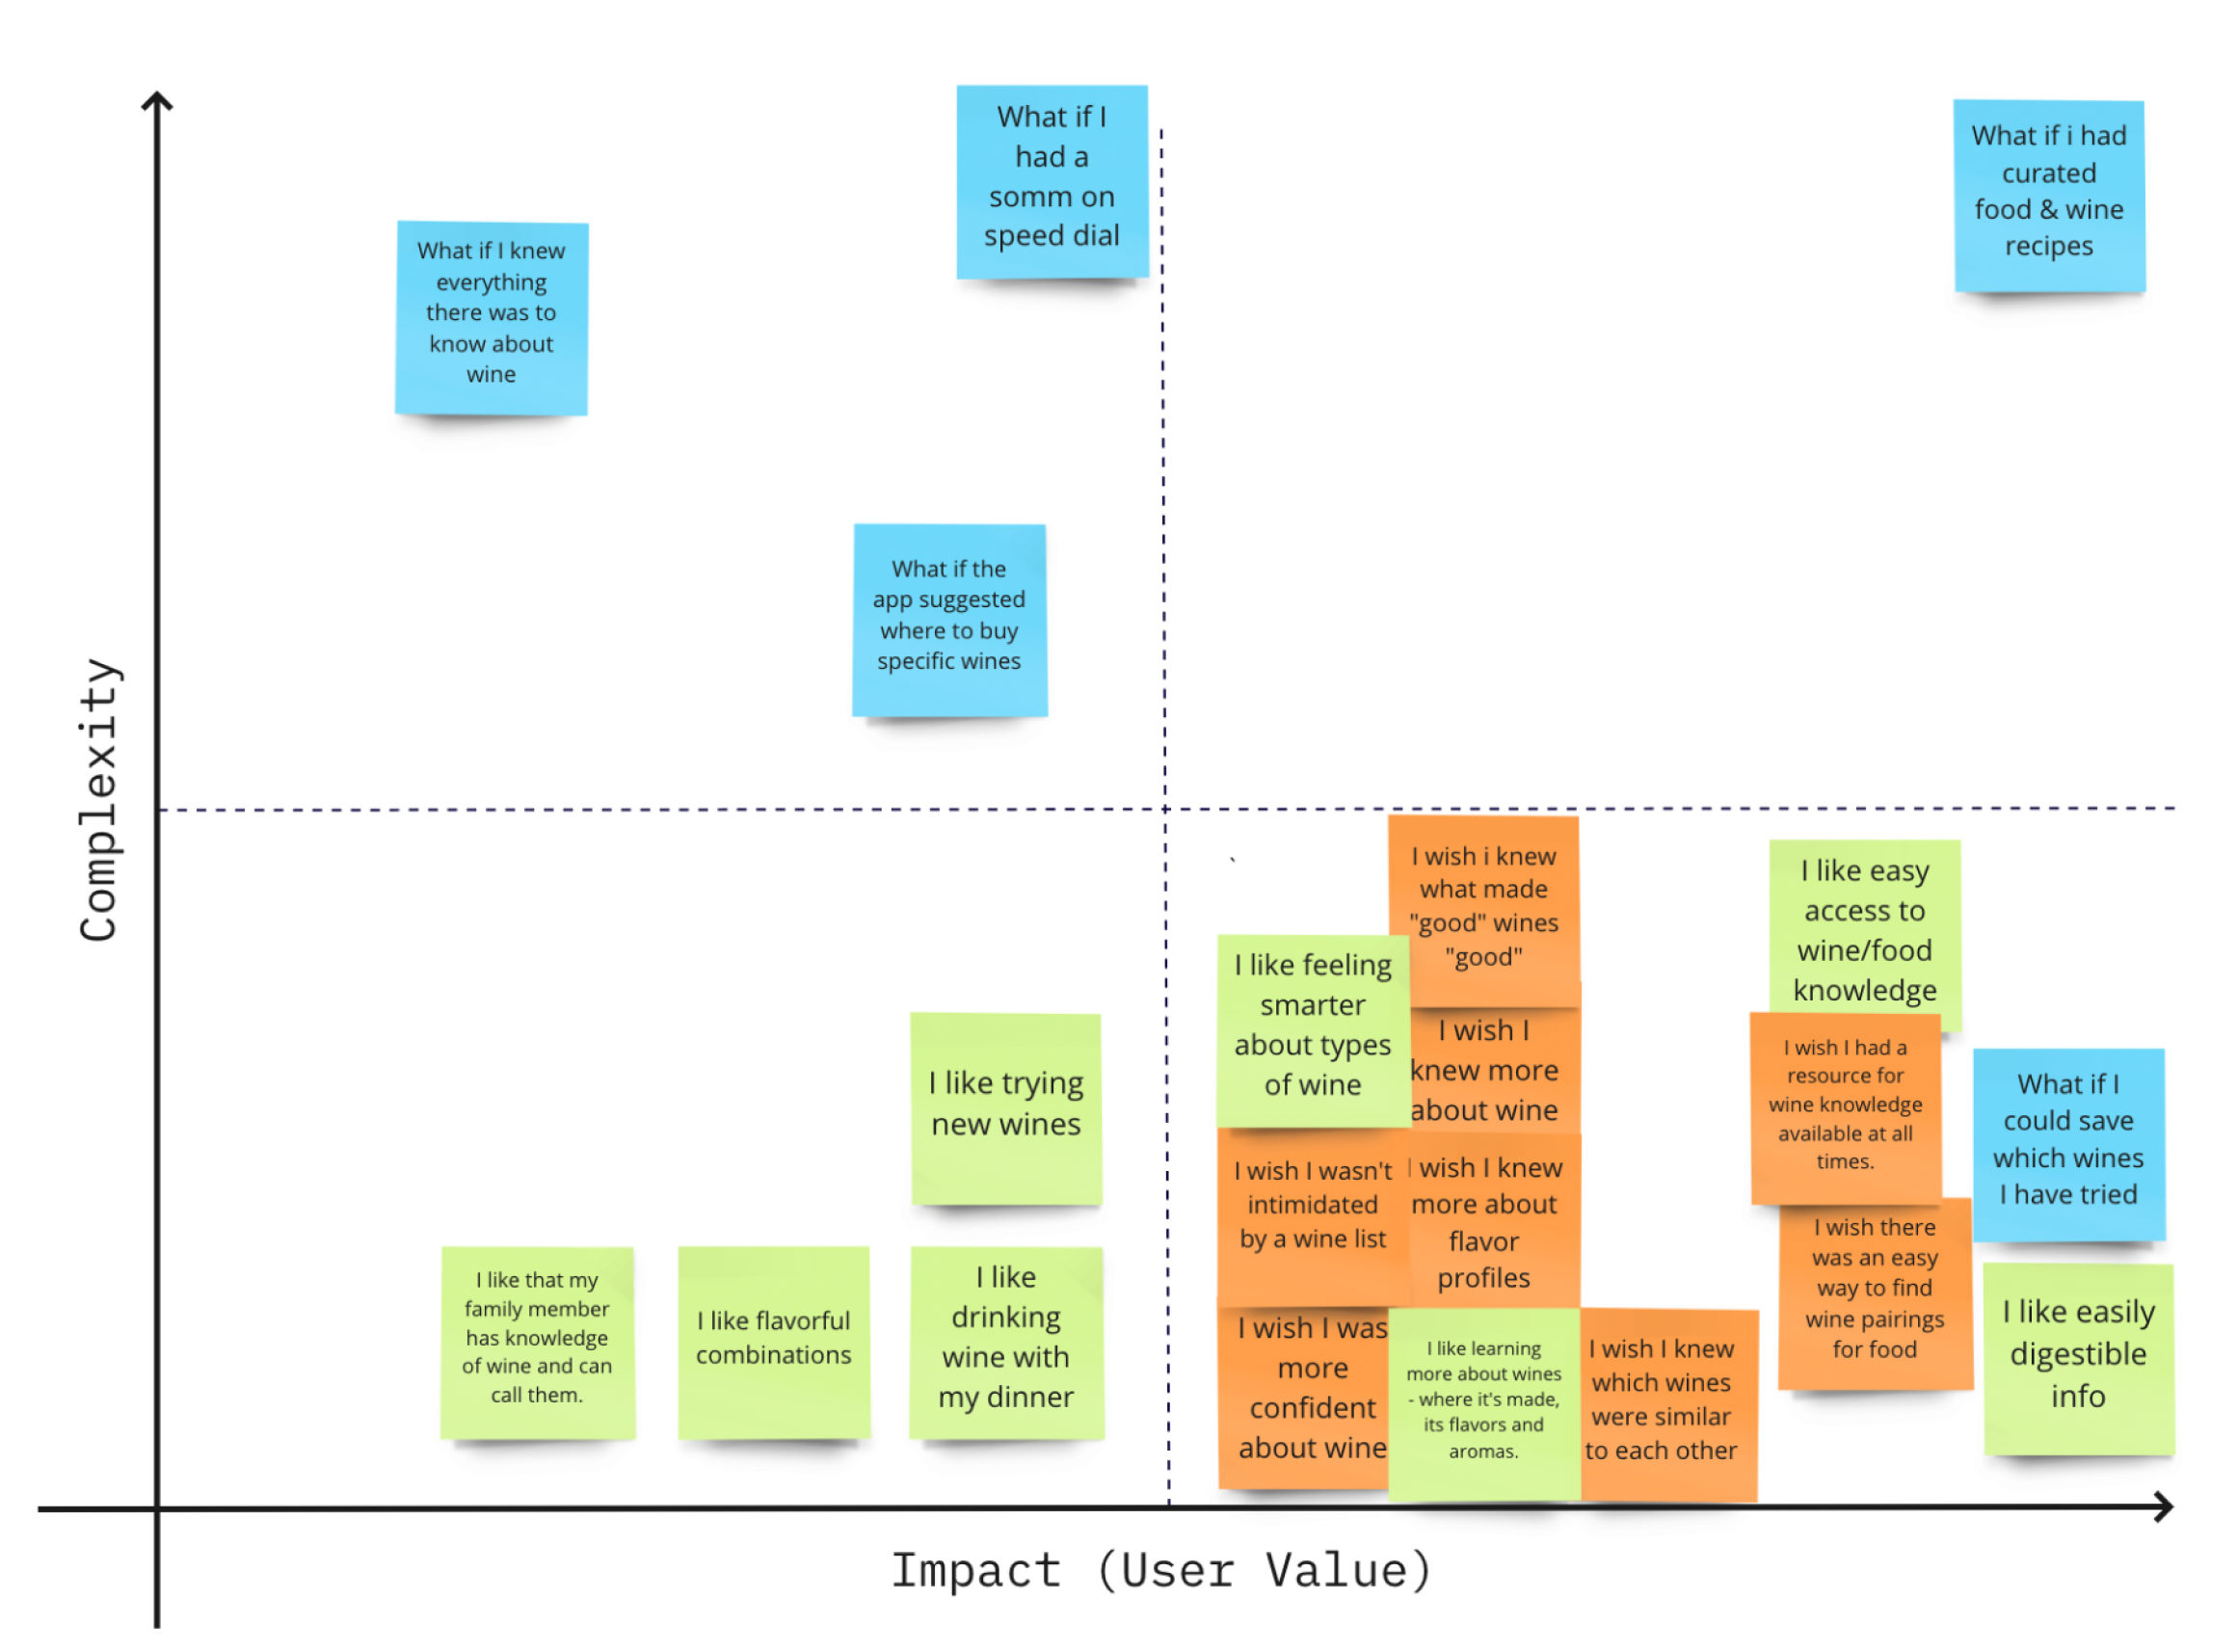 What if I
had a
somm on
speed dial
What if i had
curated
food & wine
recipes
What if I knew
everything
there was to
know about
wine
What if the
app suggested
where to buy
specific wines
Complexity
I wish i knew
what made
"good" wines
"good"
I like easy
access to
wine/food
knowledge
I like feeling
smarter
about types
of wine
I wish I
knew more
about wine
I like trying
new wines
I wish I had a
resource for
wine knowledge
available at all
times.
What if I
could save
which wines
I have tried
I wish I wasn't
intimidated
by a wine list
I wish I knew
more about
flavor
profiles
I wish there
was an easy
way to find
wine pairings
for food
I like that my
family member
has knowledge
of wine and can
call them.
I like flavorful
combinations
I like
drinking
wine with
my dinner
I wish I was
more
confident
about wine
I like learning
more about wines
- where it's made,
its flavors and
aromas.
I wish I knew
which wines
were similar
to each other
I like easily
digestible
info
Impact (User Value)